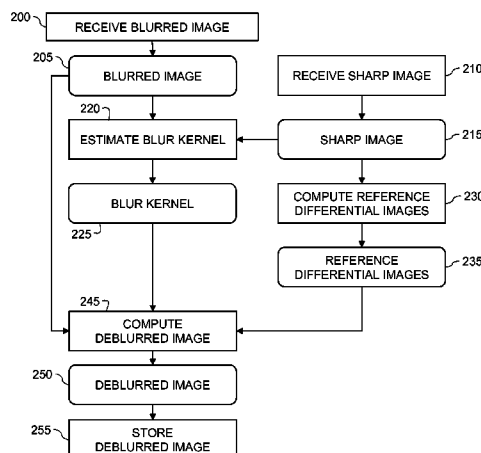 200
RECEIVE BLURRED IMAGE
205
BLURRED IMAGE
RECEIVE SHARP IMAGE
210
220
ESTIMATE BLUR KERNEL
SHARP IMAGE
215
BLUR KERNEL
225
COMPUTE REFERENCE
DIFFERENTIAL IMAGES
230
REFERENCE
DIFFERENTIAL IMAGES
235
245
COMPUTE
DEBLURRED IMAGE
250
DEBLURRED IMAGE
255
STORE
DEBLURRED IMAGE